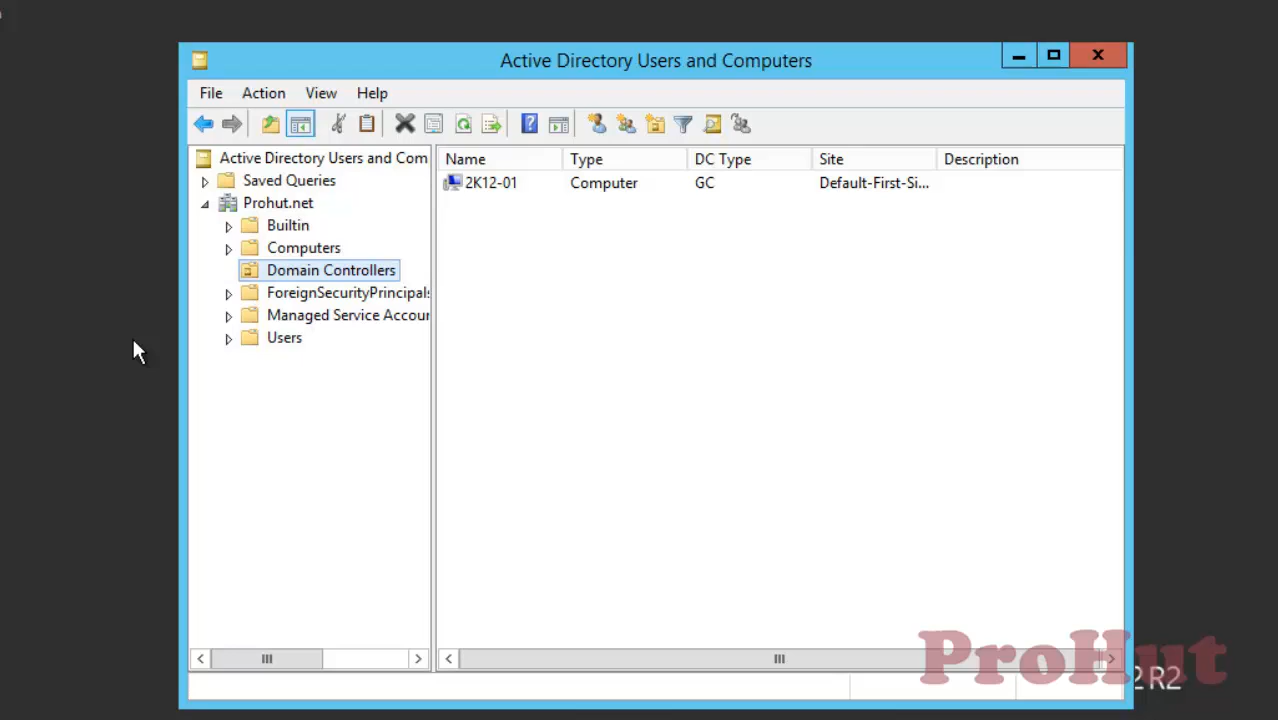 Active Directory Users and Computers
File Action View Help
Active Directory Users and Com
Saved Queries
Prohut.net
Builtin
Computers
Domain Controllers
ForeignSecurityPrincipals
Managed Service Accour
Users
Name Type DC Type Site Description
2K12-01 Computer GC Default-First-Si...
ProHut
2 R2